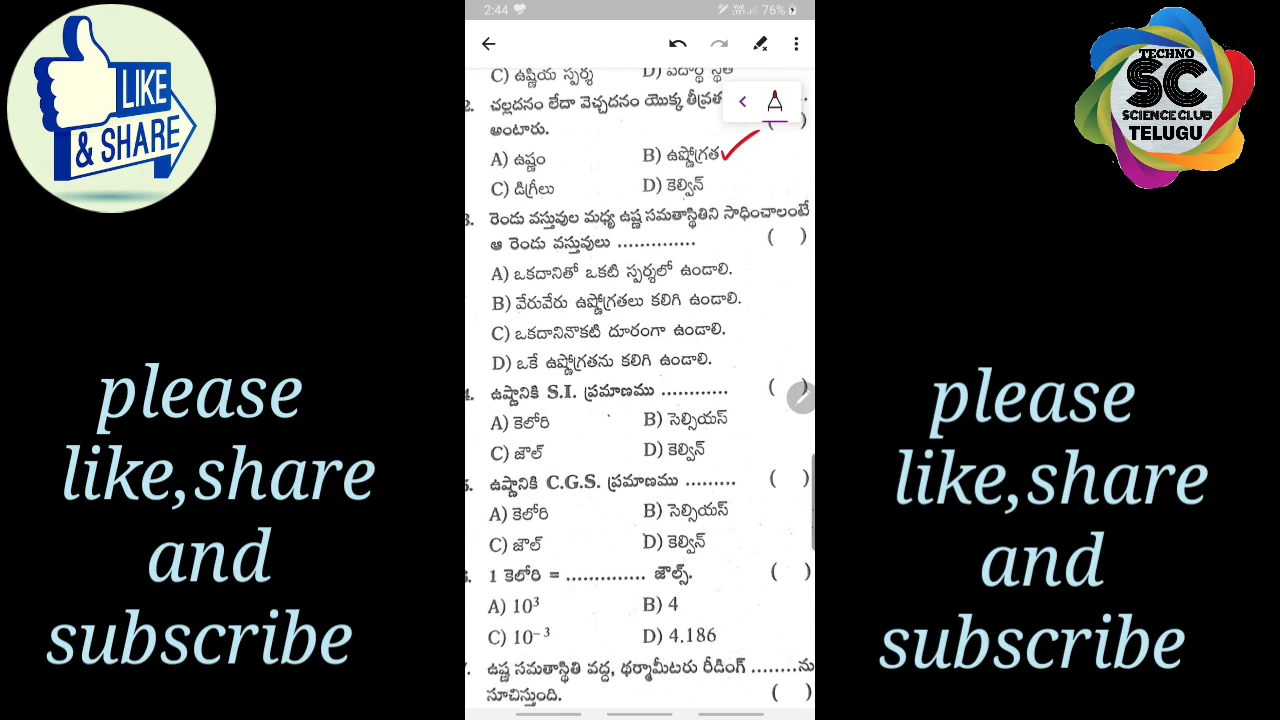 LIKE
& SHARE
please
like,share
and
subscribe
2:44
76%
C) ఉష్ణీయ స్పర్శ D) పదార్థ స్థితి
2. చల్లదనం లేదా వెచ్చదనం యొక్క తీవ్రత
అంటారు. ( )
A) ఉష్ణం B) ఉష్ణోగ్రత
C) డిగ్రీలు D) కెల్విన్
3. రెండు వస్తువుల మధ్య ఉష్ణ సమతాస్థితిని సాధించాలంటే
ఆ రెండు వస్తువులు .............. ( )
A) ఒకదానితో ఒకటి స్పర్శలో ఉండాలి.
B) వేరువేరు ఉష్ణోగ్రతలు కలిగి ఉండాలి.
C) ఒకదానినొకటి దూరంగా ఉండాలి.
D) ఒకే ఉష్ణోగ్రతను కలిగి ఉండాలి.
4. ఉష్ణానికి S.I. ప్రమాణము ............ ( )
A) కెలోరి B) సెల్సియస్
C) జౌల్ D) కెల్విన్
5. ఉష్ణానికి C.G.S. ప్రమాణము ......... ( )
A) కెలోరి B) సెల్సియస్
C) జౌల్ D) కెల్విన్
6. 1 కెలోరి = .............. జౌల్స్. ( )
A) 10³ B) 4
C) 10⁻³ D) 4.186
7. ఉష్ణ సమతాస్థితి వద్ద, థర్మామీటరు రీడింగ్ ........ను
సూచిస్తుంది. ( )
TECHNO
SC
SCIENCE CLUB
TELUGU
please
like,share
and
subscribe